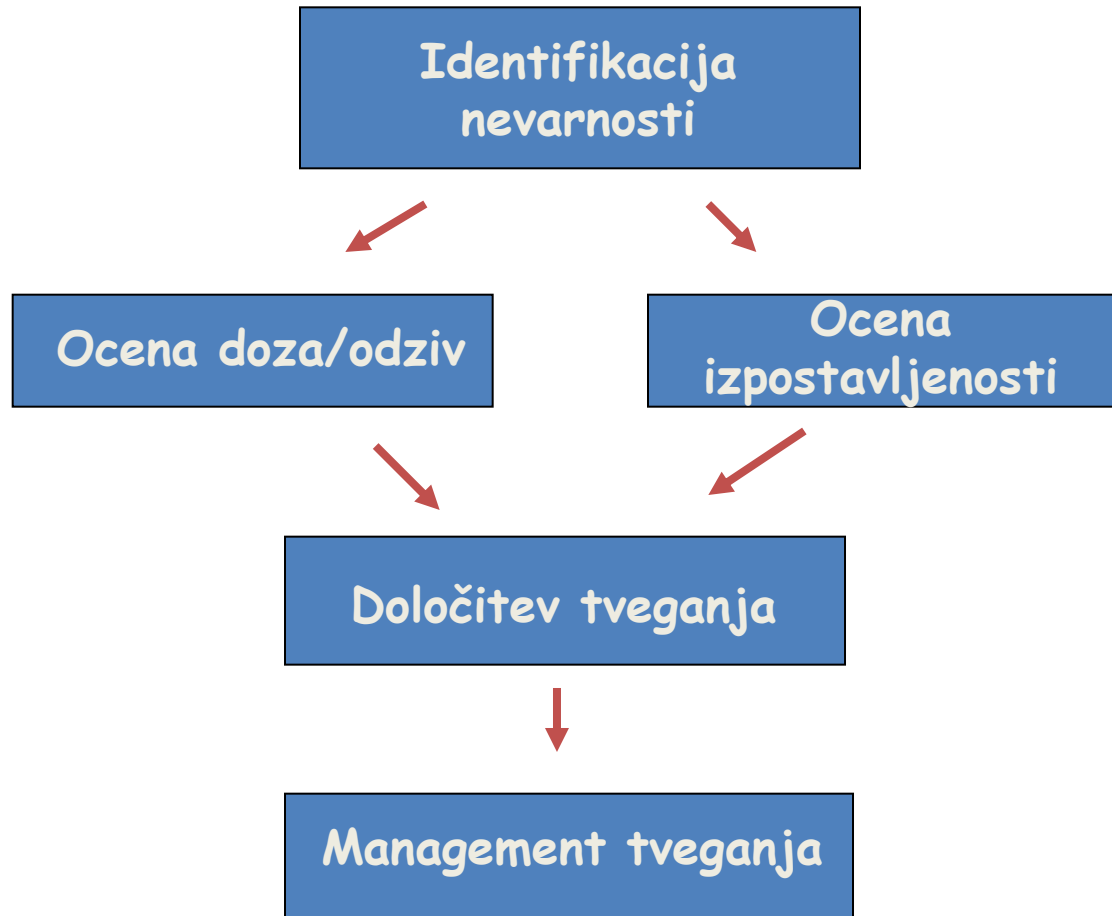 Identifikacija
nevarnosti
Ocena doza/odziv
Ocena
izpostavljenosti
Določitev tveganja
Management tveganja